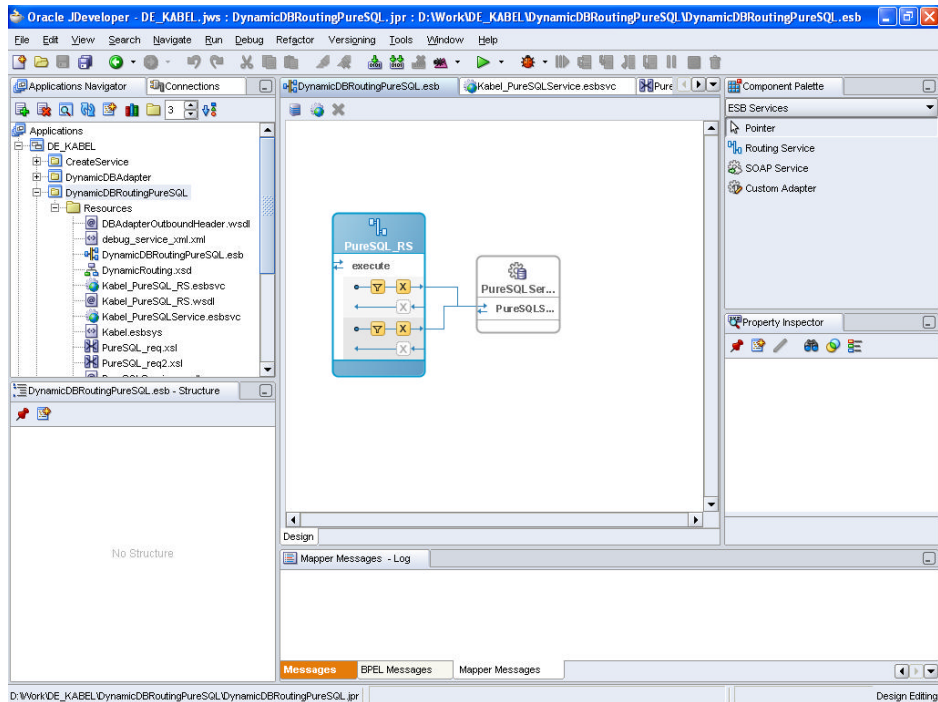 Oracle JDeveloper - DE_KABEL.jws : DynamicDBRoutingPureSQL.jpr : D:\Work\DE_KABEL\DynamicDBRoutingPureSQL\DynamicDBRoutingPureSQL.esb
File Edit View Search Navigate Run Debug Refactor Versioning Tools Window Help
Applications Navigator
Connections
3
Applications
DE_KABEL
CreateService
DynamicDBAdapter
DynamicDBRoutingPureSQL
Resources
DBAdapterOutboundHeader.wsdl
debug_service_xml.xml
DynamicDBRoutingPureSQL.esb
DynamicRouting.xsd
Kabel_PureSQL_RS.esbsvc
Kabel_PureSQL_RS.wsdl
Kabel_PureSQLService.esbsvc
Kabel.esbsys
PureSQL_req.xsl
PureSQL_req2.xsl
DynamicDBRoutingPureSQL.esb - Structure
No Structure
DynamicDBRoutingPureSQL.esb
Kabel_PureSQLService.esbsvc
Pure
PureSQL_RS
execute
X
X
X
X
PureSQLSer...
PureSQLS...
Design
Mapper Messages - Log
Messages
BPEL Messages
Mapper Messages
Component Palette
ESB Services
Pointer
Routing Service
SOAP Service
Custom Adapter
Property Inspector
D:\Work\DE_KABEL\DynamicDBRoutingPureSQL\DynamicDBRoutingPureSQL.jpr
Design Editing